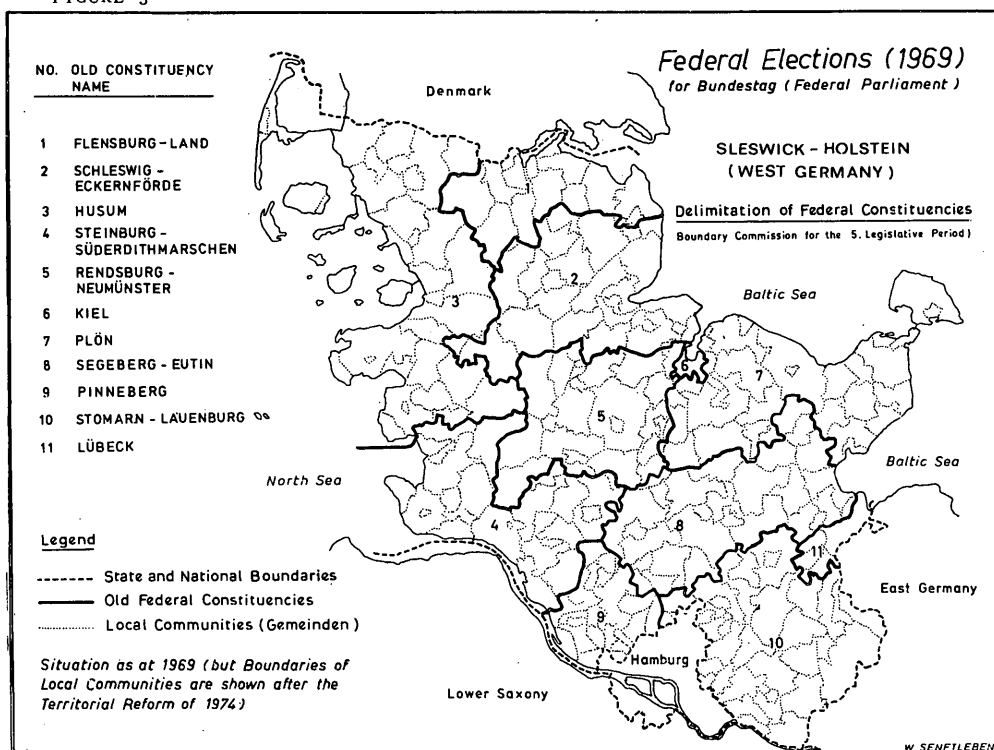 FIGURE 3
NO. OLD CONSTITUENCY
NAME
1 FLENSBURG-LAND
2 SCHLESWIG -
ECKERNFÖRDE
3 HUSUM
4 STEINBURG-
SÜDERDITHMARSCHEN
5 RENDSBURG -
NEUMÜNSTER
6 KIEL
7 PLÖN
8 SEGEBERG - EUTIN
9 PINNEBERG
10 STOMARN - LAUENBURG
11 LÜBECK
Federal Elections (1969)
for Bundestag (Federal Parliament)
SLESWICK - HOLSTEIN
(WEST GERMANY)
Delimitation of Federal Constituencies
Boundary Commission for the 5. Legislative Period)
Denmark
1
2
3
Baltic Sea
6
7
5
Baltic Sea
North Sea
4
8
11
East Germany
9
10
Hamburg
Lower Saxony
Legend
State and National Boundaries
Old Federal Constituencies
Local Communities (Gemeinden)
Situation as at 1969 (but Boundaries of
Local Communities are shown after the
Territorial Reform of 1974)
W SENFTLEBEN